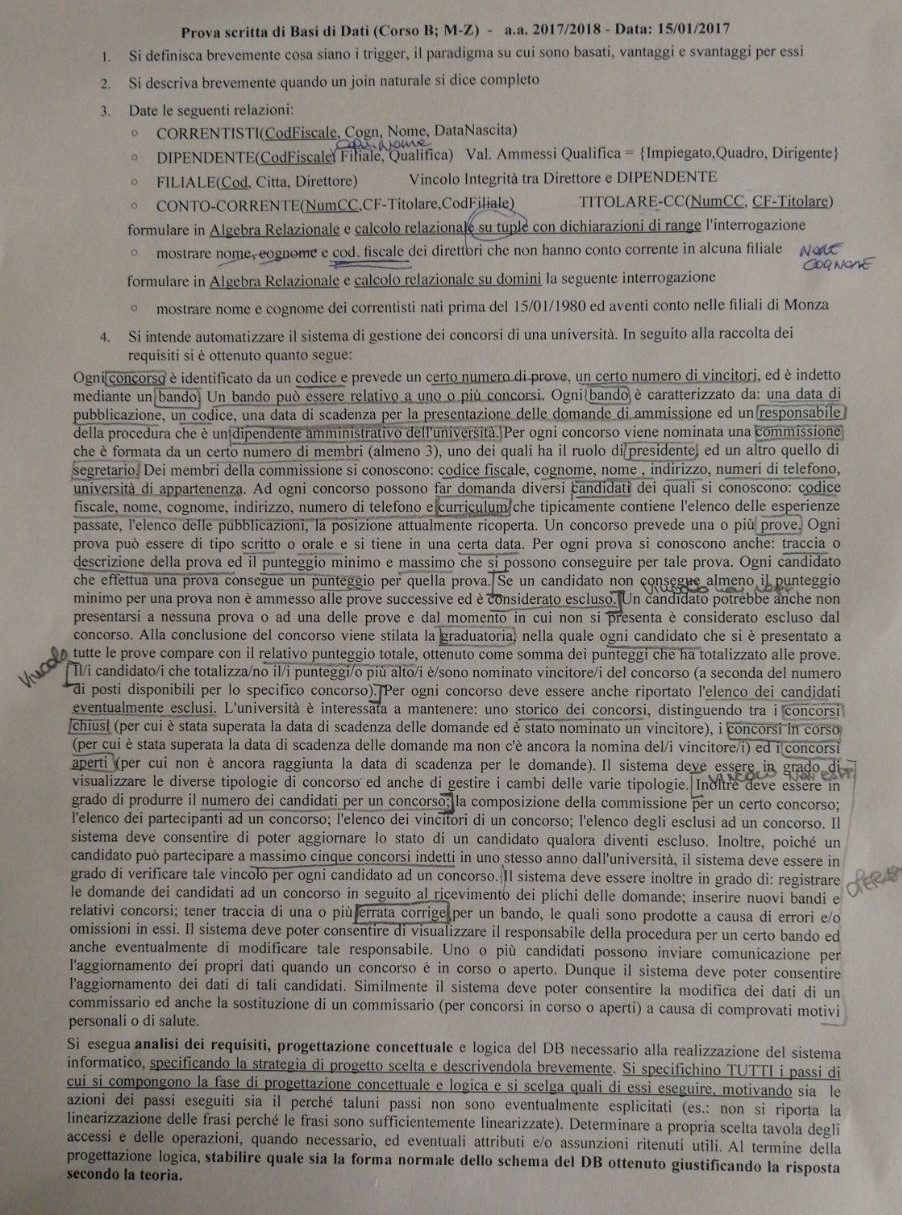 Prova scritta di Basi di Dati (Corso B; M-Z) - a.a. 2017/2018 - Data: 15/01/2017
1. Si definisca brevemente cosa siano i trigger, il paradigma su cui sono basati, vantaggi e svantaggi per essi
2. Si descriva brevemente quando un join naturale si dice completo
3. Date le seguenti relazioni:
o CORRENTISTI(CodFiscale, Cogn, Nome, DataNascita)
Cogn, Nome
o DIPENDENTE(CodFiscale, Filiale, Qualifica) Val. Ammessi Qualifica = {Impiegato,Quadro, Dirigente}
o FILIALE(Cod, Citta, Direttore) Vincolo Integrità tra Direttore e DIPENDENTE
o CONTO-CORRENTE(NumCC,CF-Titolare,CodFiliale) TITOLARE-CC(NumCC, CF-Titolare)
formulare in Algebra Relazionale e calcolo relazionale su tuple con dichiarazioni di range l'interrogazione
o mostrare nome, cognome e cod. fiscale dei direttori che non hanno conto corrente in alcuna filiale NOME
COGNOME
formulare in Algebra Relazionale e calcolo relazionale su domini la seguente interrogazione
o mostrare nome e cognome dei correntisti nati prima del 15/01/1980 ed aventi conto nelle filiali di Monza
4. Si intende automatizzare il sistema di gestione dei concorsi di una università. In seguito alla raccolta dei
requisiti si è ottenuto quanto segue:
Ogni concorso è identificato da un codice e prevede un certo numero di prove, un certo numero di vincitori, ed è indetto
mediante un bando. Un bando può essere relativo a uno o più concorsi. Ogni bando è caratterizzato da: una data di
pubblicazione, un codice, una data di scadenza per la presentazione delle domande di ammissione ed un responsabile
della procedura che è un dipendente amministrativo dell'università. Per ogni concorso viene nominata una commissione
che è formata da un certo numero di membri (almeno 3), uno dei quali ha il ruolo di presidente, ed un altro quello di
segretario. Dei membri della commissione si conoscono: codice fiscale, cognome, nome , indirizzo, numeri di telefono,
università di appartenenza. Ad ogni concorso possono far domanda diversi candidati dei quali si conoscono: codice
fiscale, nome, cognome, indirizzo, numero di telefono e curriculum che tipicamente contiene l'elenco delle esperienze
passate, l'elenco delle pubblicazioni, la posizione attualmente ricoperta. Un concorso prevede una o più prove. Ogni
prova può essere di tipo scritto o orale e si tiene in una certa data. Per ogni prova si conoscono anche: traccia o
descrizione della prova ed il punteggio minimo e massimo che si possono conseguire per tale prova. Ogni candidato
che effettua una prova consegue un punteggio per quella prova. Se un candidato non consegue almeno il punteggio
minimo per una prova non è ammesso alle prove successive ed è considerato escluso. Un candidato potrebbe anche non
presentarsi a nessuna prova o ad una delle prove e dal momento in cui non si presenta è considerato escluso dal
concorso. Alla conclusione del concorso viene stilata la graduatoria, nella quale ogni candidato che si è presentato a
tutte le prove compare con il relativo punteggio totale, ottenuto come somma dei punteggi che ha totalizzato alle prove.
Vincolo
Il/i candidato/i che totalizza/no il/i punteggi/o più alto/i è/sono nominato vincitore/i del concorso (a seconda del numero
di posti disponibili per lo specifico concorso). Per ogni concorso deve essere anche riportato l'elenco dei candidati
eventualmente esclusi. L'università è interessata a mantenere: uno storico dei concorsi, distinguendo tra i concorsi
chiusi (per cui è stata superata la data di scadenza delle domande ed è stato nominato un vincitore), i concorsi in corso
(per cui è stata superata la data di scadenza delle domande ma non c'è ancora la nomina del/i vincitore/i) ed i concorsi
aperti (per cui non è ancora raggiunta la data di scadenza per le domande). Il sistema deve essere in grado di
visualizzare le diverse tipologie di concorso ed anche di gestire i cambi delle varie tipologie. Inoltre deve essere in
grado di produrre il numero dei candidati per un concorso; la composizione della commissione per un certo concorso;
l'elenco dei partecipanti ad un concorso; l'elenco dei vincitori di un concorso; l'elenco degli esclusi ad un concorso. Il
sistema deve consentire di poter aggiornare lo stato di un candidato qualora diventi escluso. Inoltre, poiché un
candidato può partecipare a massimo cinque concorsi indetti in uno stesso anno dall'università, il sistema deve essere in
grado di verificare tale vincolo per ogni candidato ad un concorso. Il sistema deve essere inoltre in grado di: registrare
le domande dei candidati ad un concorso in seguito al ricevimento dei plichi delle domande; inserire nuovi bandi e
relativi concorsi; tener traccia di una o più errata corrige per un bando, le quali sono prodotte a causa di errori e/o
omissioni in essi. Il sistema deve poter consentire di visualizzare il responsabile della procedura per un certo bando ed
anche eventualmente di modificare tale responsabile. Uno o più candidati possono inviare comunicazione per
l'aggiornamento dei propri dati quando un concorso è in corso o aperto. Dunque il sistema deve poter consentire
l'aggiornamento dei dati di tali candidati. Similmente il sistema deve poter consentire la modifica dei dati di un
commissario ed anche la sostituzione di un commissario (per concorsi in corso o aperti) a causa di comprovati motivi
personali o di salute.
Si esegua analisi dei requisiti, progettazione concettuale e logica del DB necessario alla realizzazione del sistema
informatico, specificando la strategia di progetto scelta e descrivendola brevemente. Si specifichino TUTTI i passi di
cui si compongono la fase di progettazione concettuale e logica e si scelga quali di essi eseguire, motivando sia le
azioni dei passi eseguiti sia il perché taluni passi non sono eventualmente esplicitati (es.: non si riporta la
linearizzazione delle frasi perché le frasi sono sufficientemente linearizzate). Determinare a propria scelta tavola degli
accessi e delle operazioni, quando necessario, ed eventuali attributi e/o assunzioni ritenuti utili. Al termine della
progettazione logica, stabilire quale sia la forma normale dello schema del DB ottenuto giustificando la risposta
secondo la teoria.